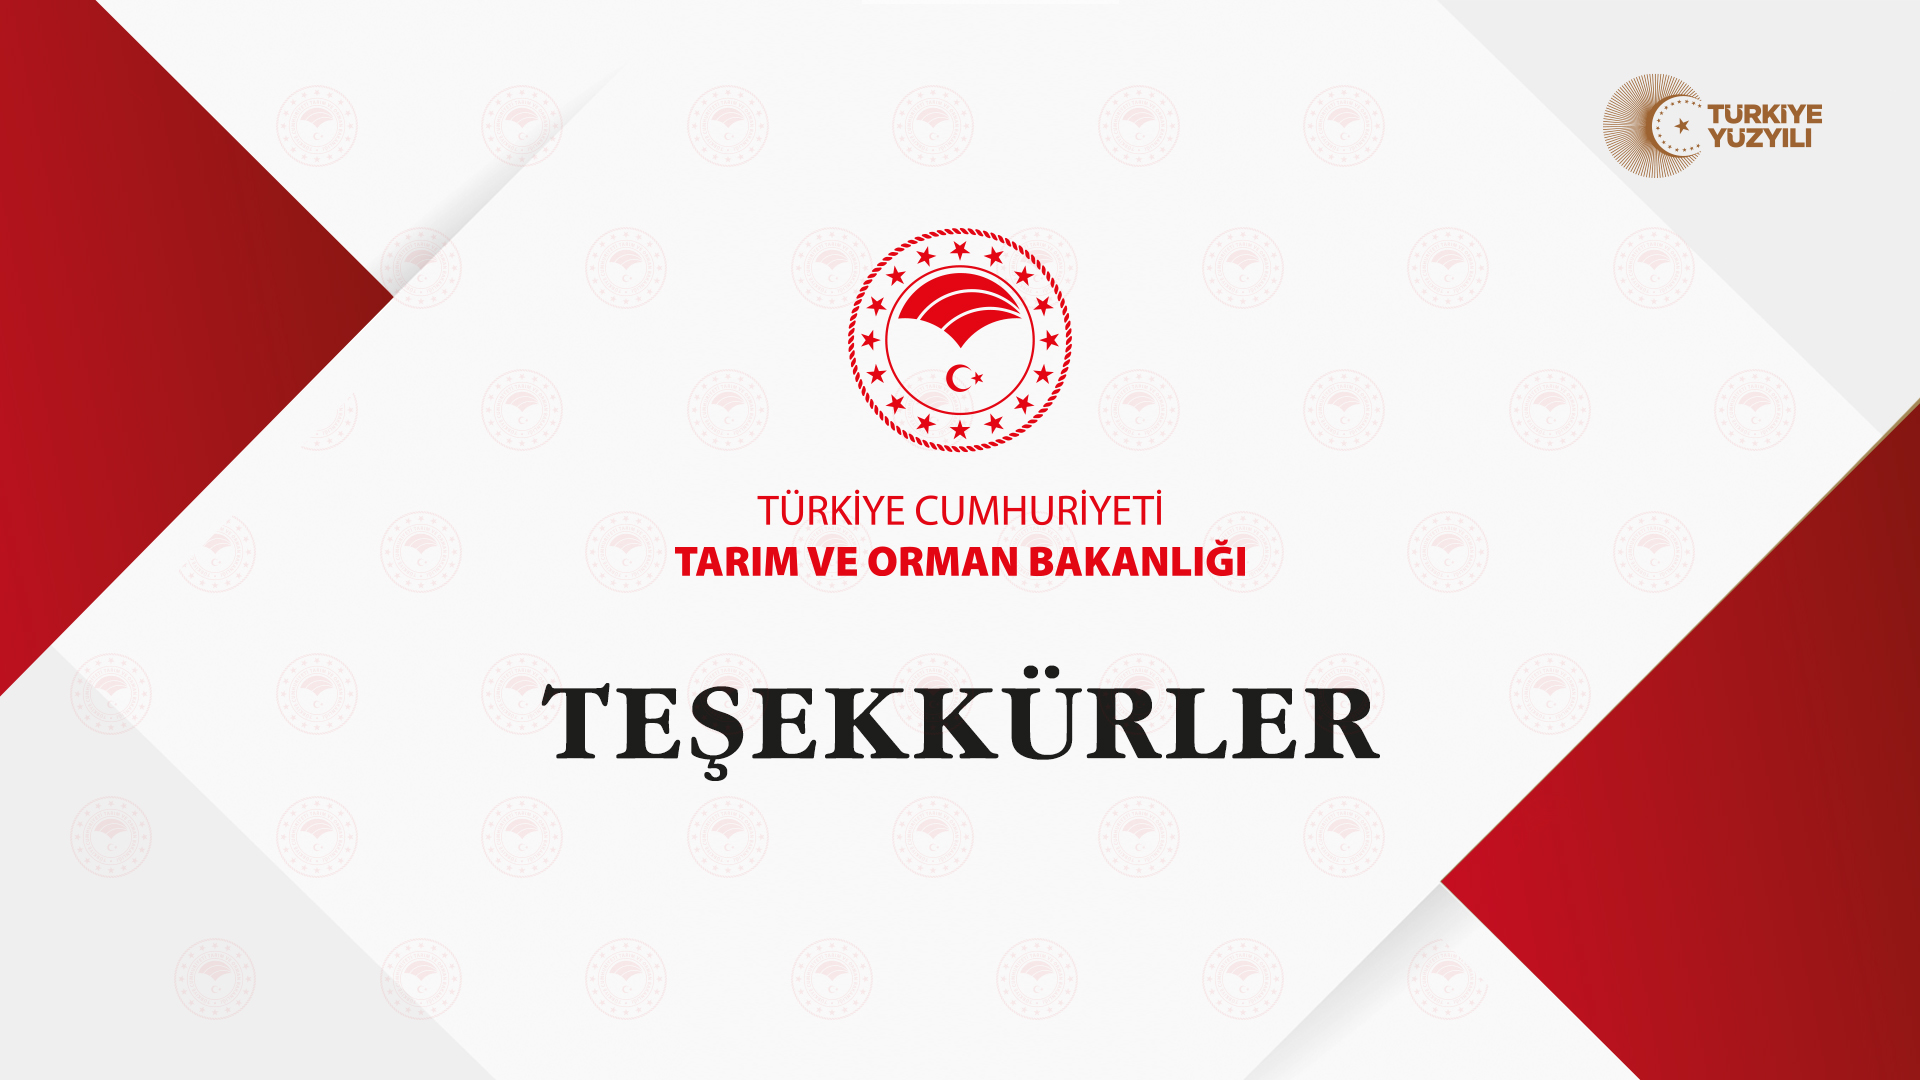 TÜRKİYE
YÜZYILI
TÜRKİYE CUMHURİYETİ
TARIM VE ORMAN BAKANLIĞI
TEŞEKKÜRLER